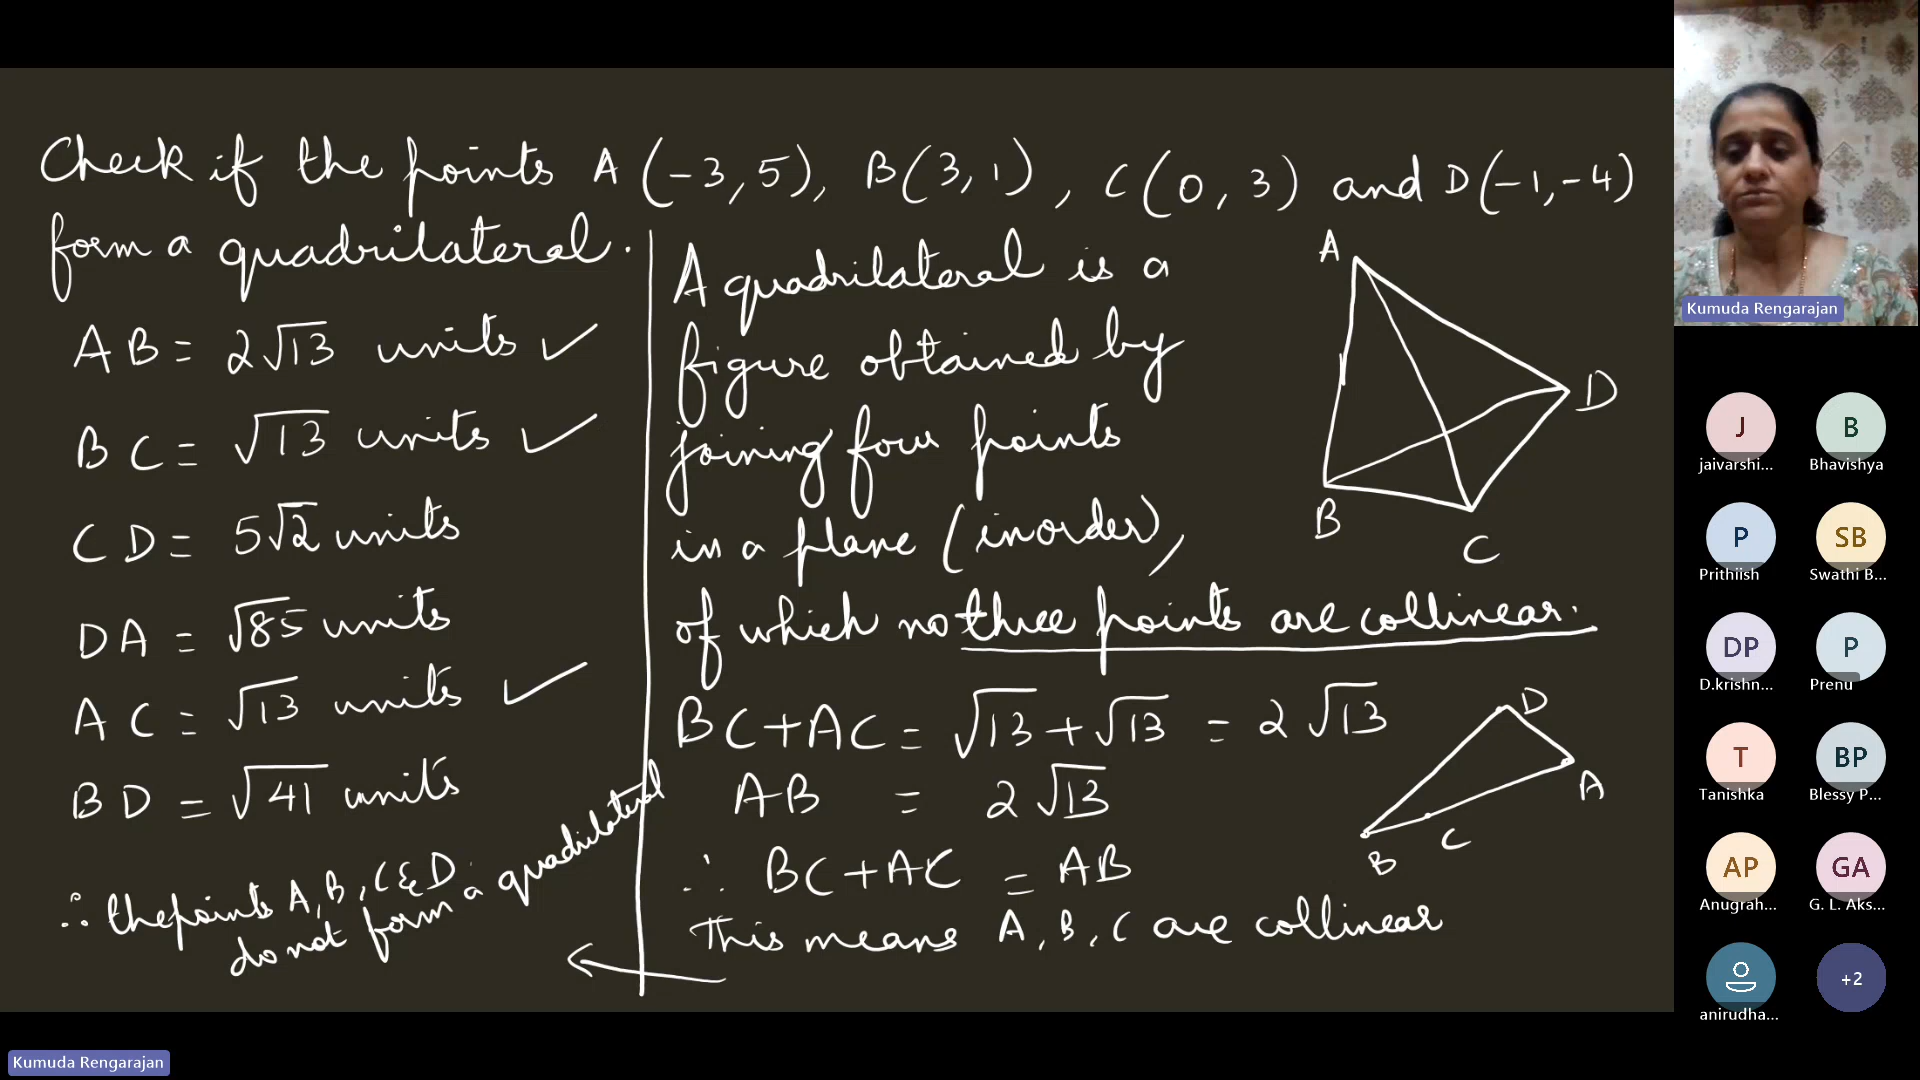 Check if the points A(-3,5), B(3,1), C(0,3) and D(-1,-4)
form a quadrilateral.
AB = 2√13 units ✓
BC = √13 units ✓
CD = 5√2 units
DA = √85 units
AC = √13 units ✓
BD = √41 units
∴ the points A, B, C & D
do not form a quadrilateral
A quadrilateral is a
figure obtained by
joining four points
in a plane (in order),
of which no three points are collinear.
BC + AC = √13 + √13 = 2√13
AB = 2√13
∴ BC + AC = AB
This means A, B, C are collinear
A
D
B
C
D
A
C
B
Kumuda Rengarajan
J
jaivarshi...
B
Bhavishya
P
Prithiish
SB
Swathi B...
DP
D.krishn...
P
Prenu
T
Tanishka
BP
Blessy P...
AP
Anugrah...
GA
G. L. Aks...
anirudha...
+2
Kumuda Rengarajan